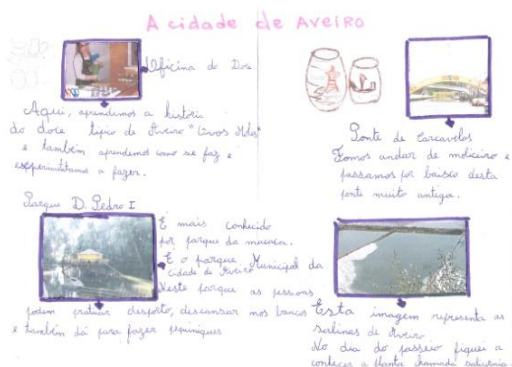 A cidade de AveiRo
Oficina do Doce
Aqui, aprendemos a história
do doce típico de Aveiro "Ovos Moles"
e também aprendemos como se faz e
experimentamos a fazer.
Ponte de Carcavelos
Fomos andar de moliceiro e
passamos por baixo desta
ponte muito antiga.
Parque D. Pedro I
É mais conhecido
por parque da macaca.
É o parque Municipal da
cidade de Aveiro
Neste parque as pessoas
podem praticar desporto, descansar nos bancos
e também dá para fazer piqueniques
Esta imagem representa as
salinas de Aveiro
No dia do passeio fiquei a
conhecer a planta chamada salicórnia